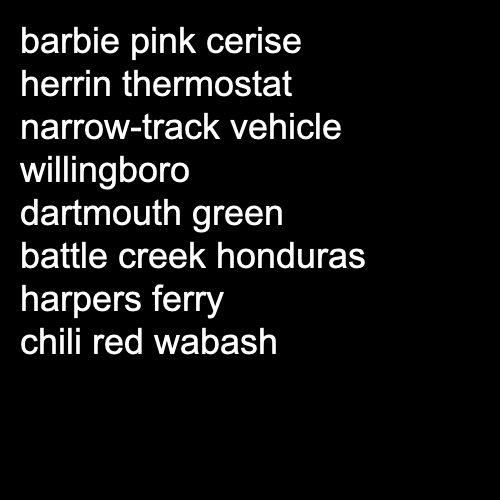 barbie pink cerise
herrin thermostat
narrow-track vehicle
willingboro
dartmouth green
battle creek honduras
harpers ferry
chili red wabash